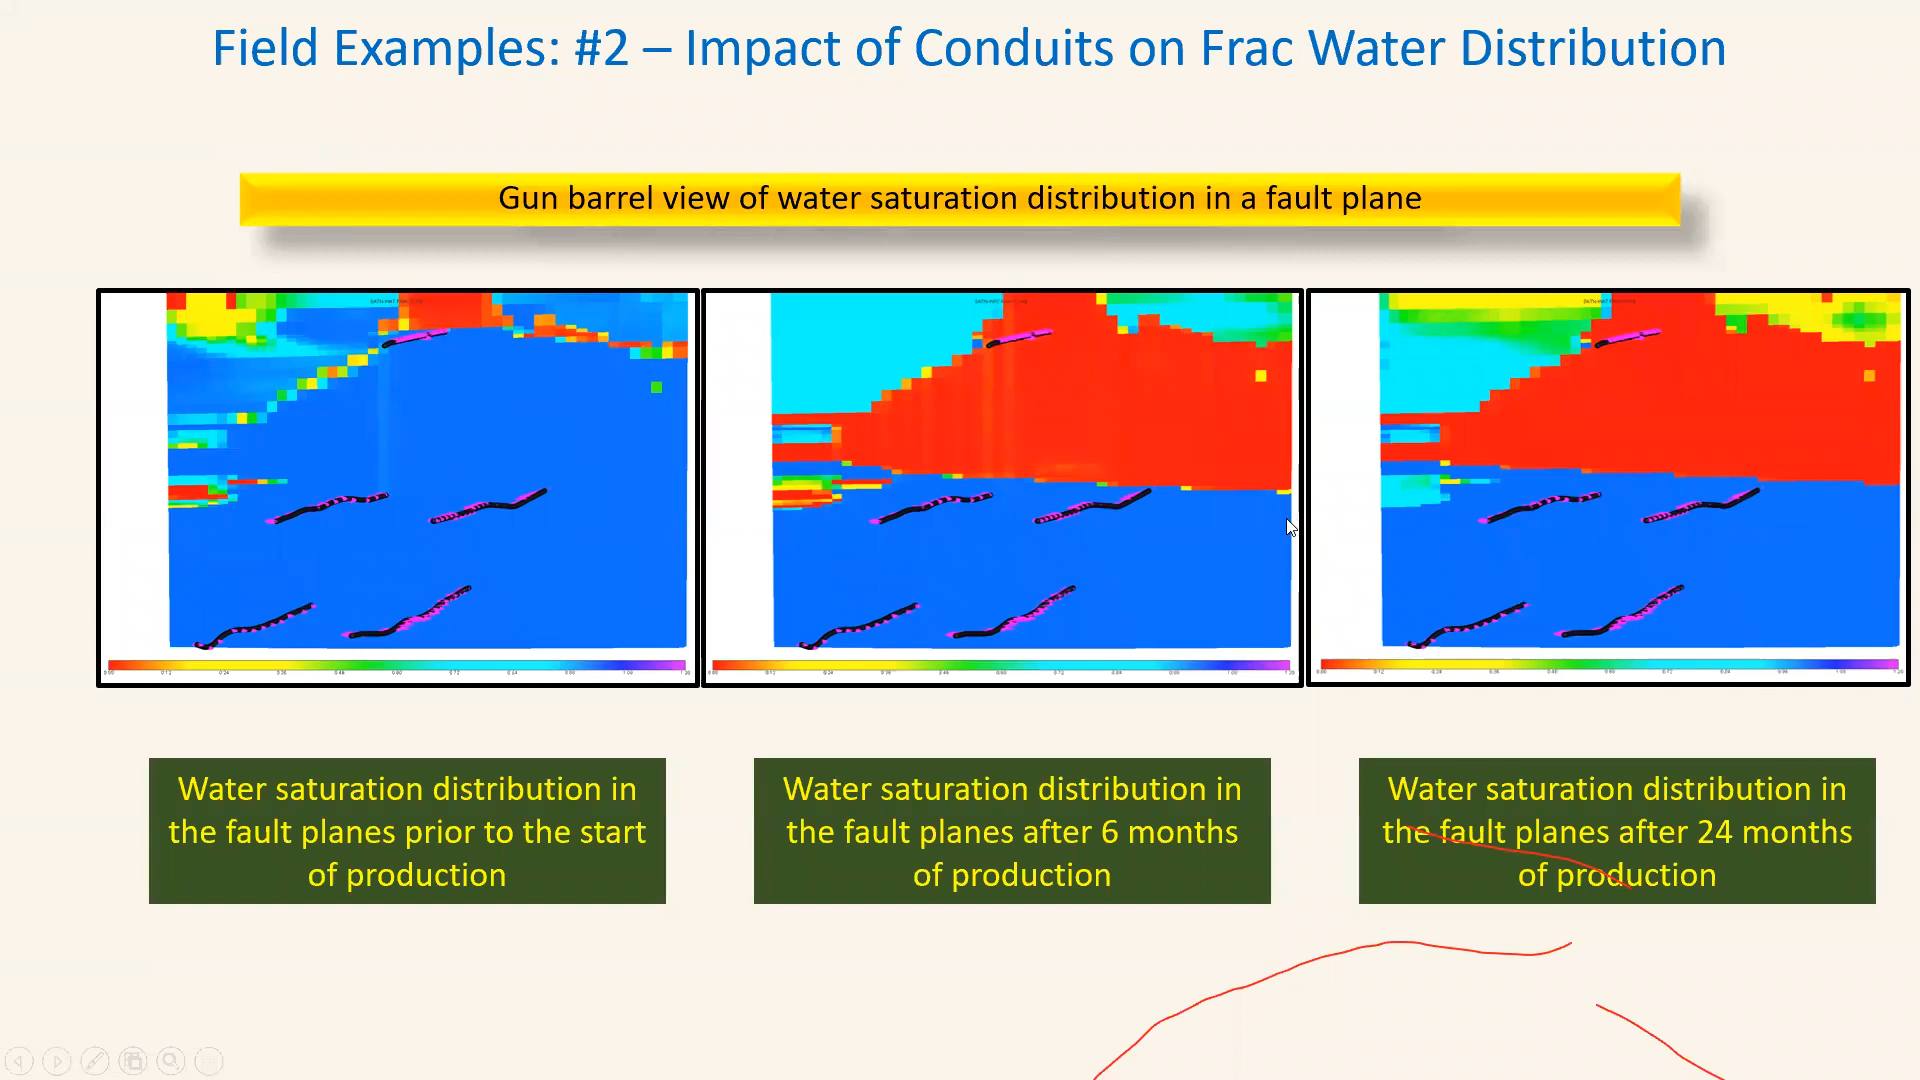 Field Examples: #2 – Impact of Conduits on Frac Water Distribution
Gun barrel view of water saturation distribution in a fault plane
Water saturation distribution in
the fault planes prior to the start
of production
Water saturation distribution in
the fault planes after 6 months
of production
Water saturation distribution in
the fault planes after 24 months
of production